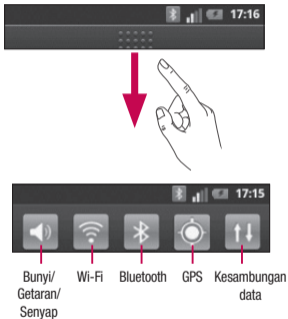 17:16
17:15
Bunyi/ Wi-Fi Bluetooth GPS Kesambungan
Getaran/ data
Senyap